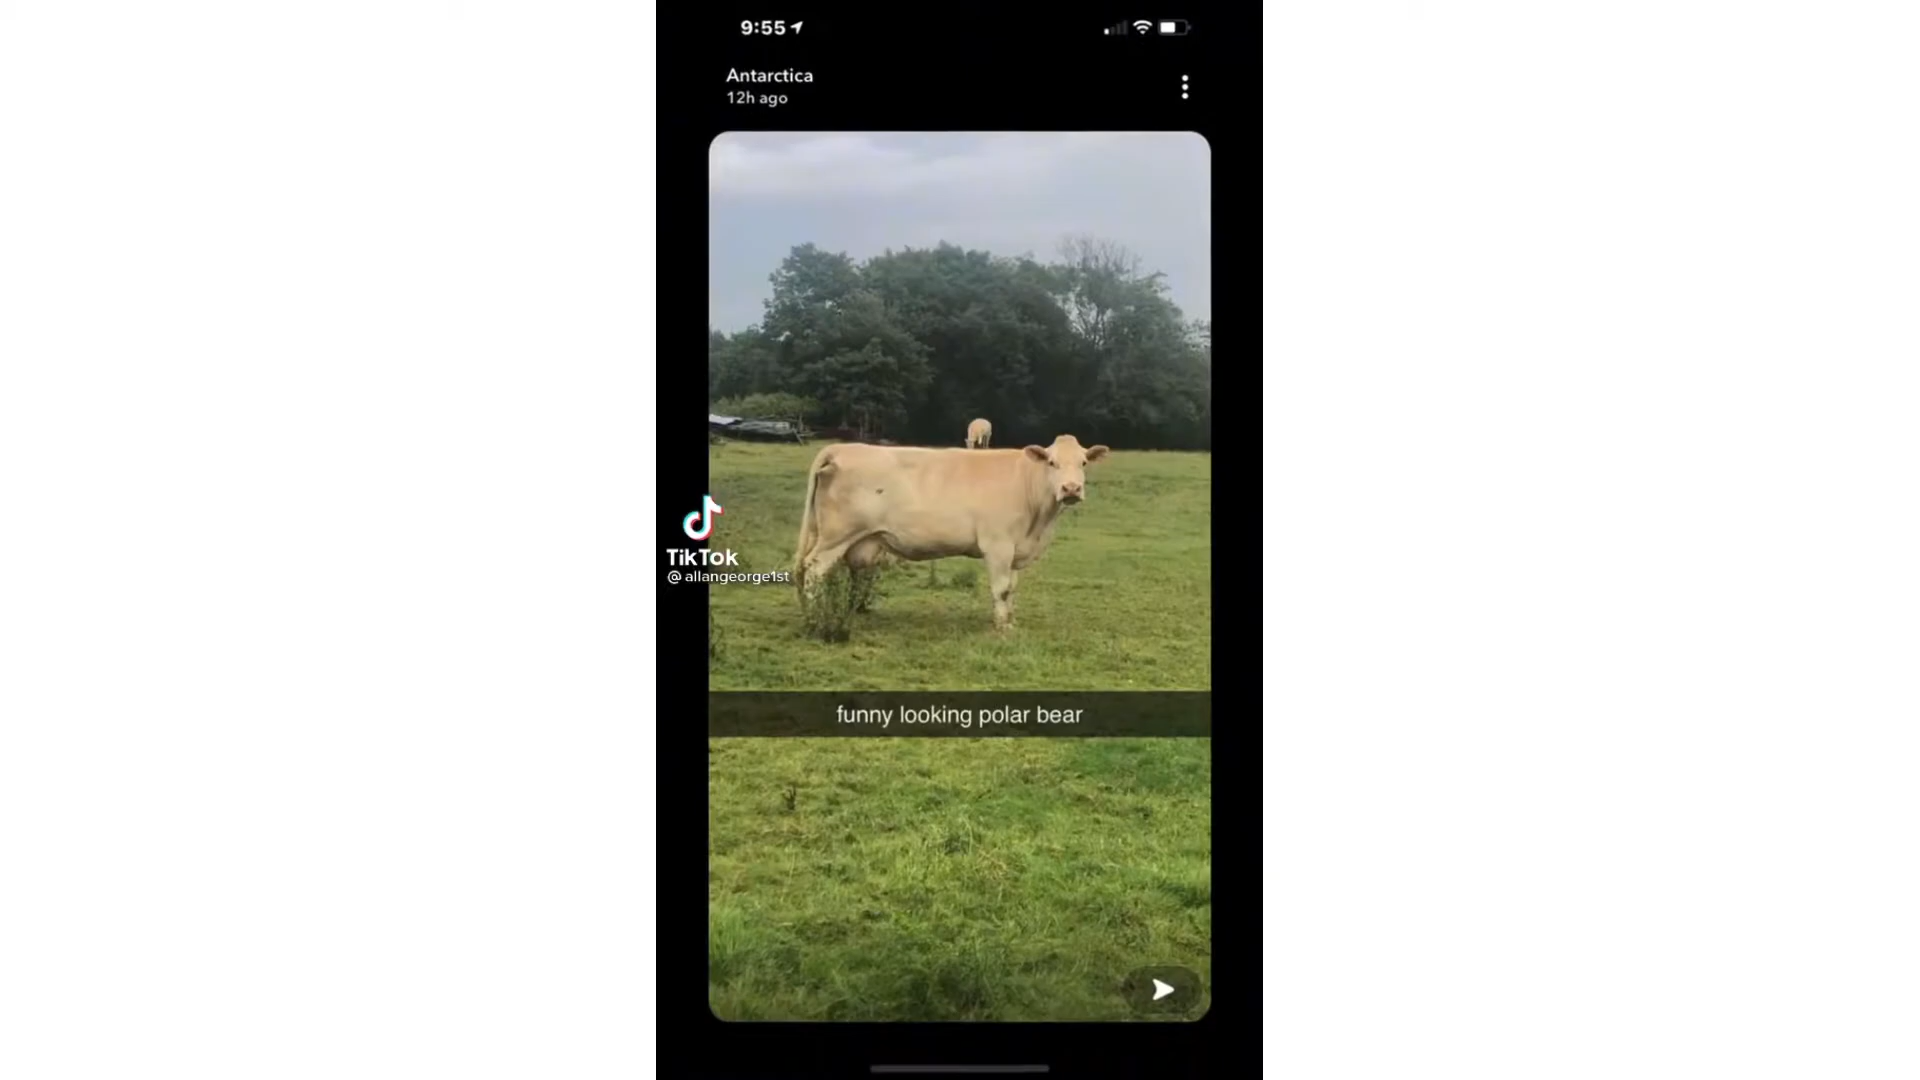 9:55
Antarctica
12h ago
TikTok
@allangeorge1st
funny looking polar bear